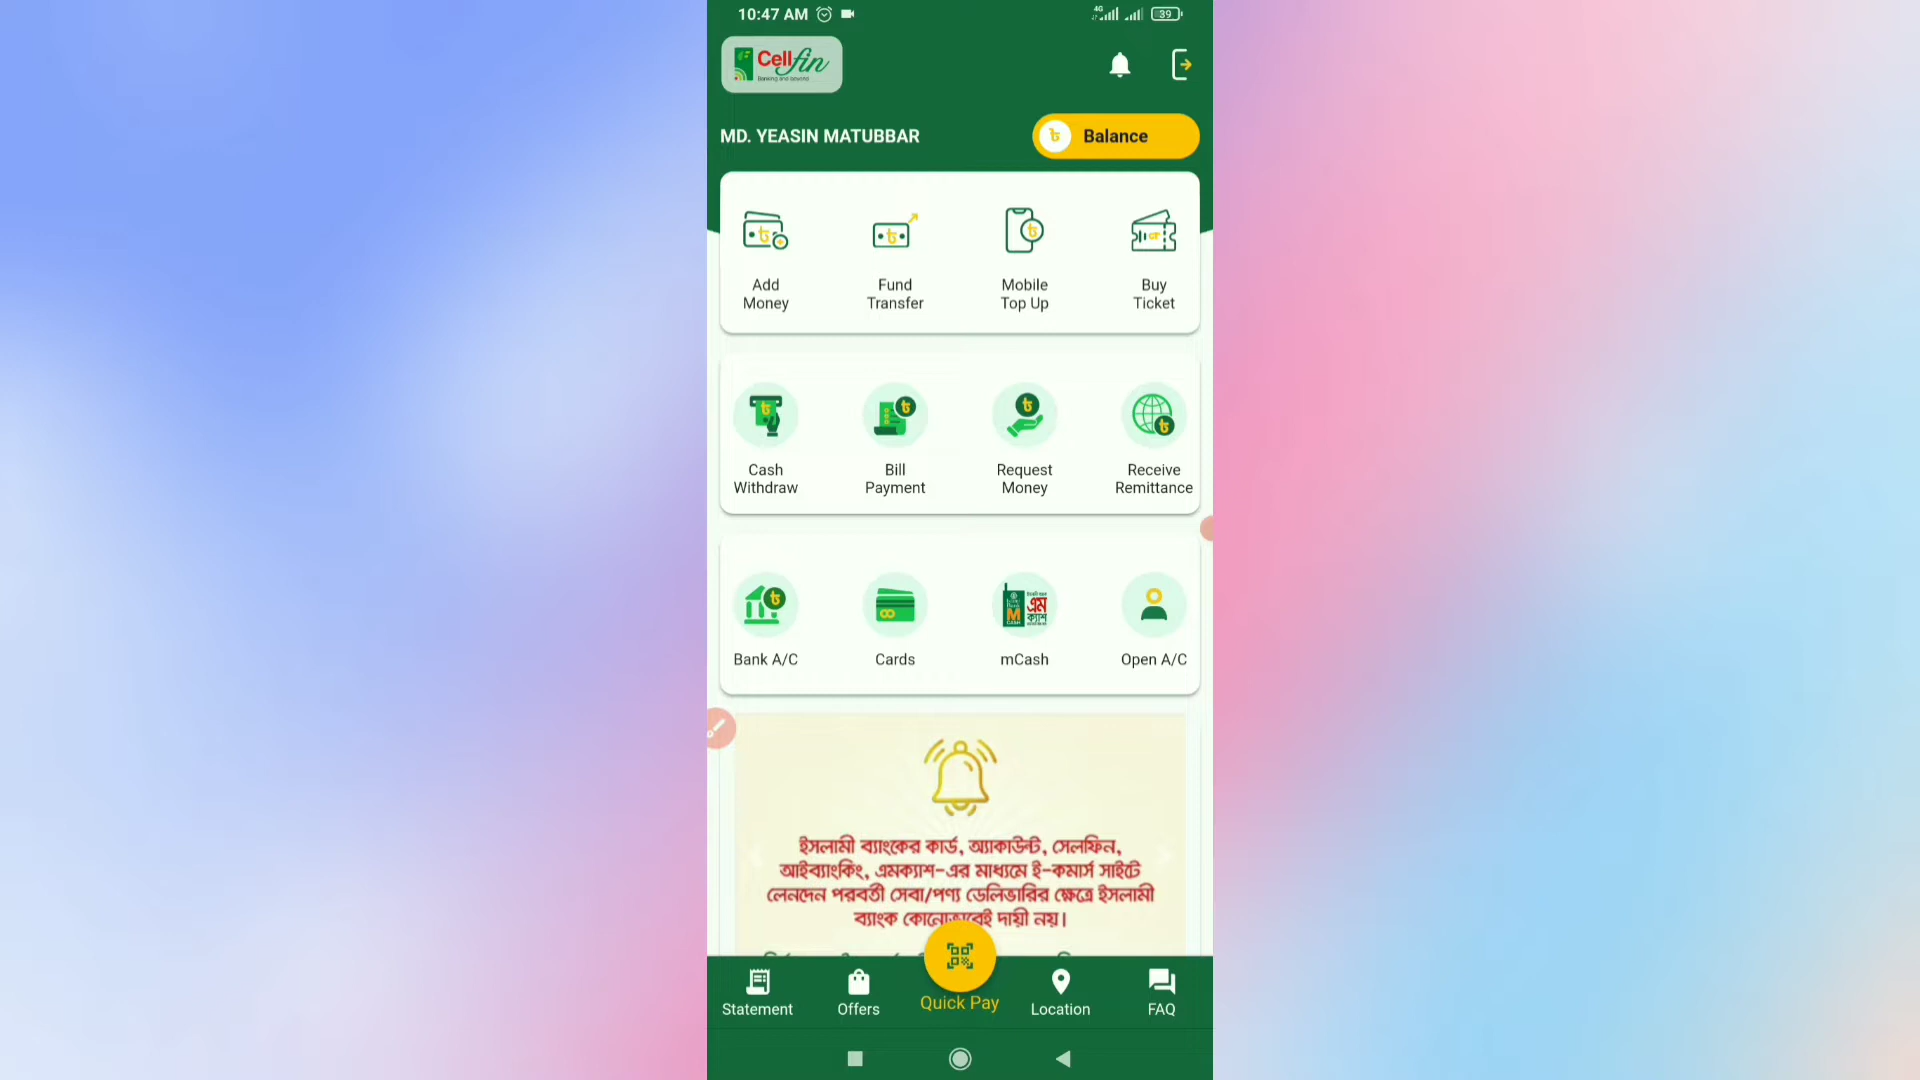 10:47 AM
4G
39
Cellfin
Banking and beyond
MD. YEASIN MATUBBAR
Balance
Add
Money
Fund
Transfer
Mobile
Top Up
Buy
Ticket
Cash
Withdraw
Bill
Payment
Request
Money
Receive
Remittance
Bank A/C
Cards
mCash
Open A/C
ইসলামী ব্যাংকের কার্ড, অ্যাকাউন্ট, সেলফিন,
আইব্যাংকিং, এমক্যাশ-এর মাধ্যমে ই-কমার্স সাইটে
লেনদেন পরবর্তী সেবা/পণ্য ডেলিভারির ক্ষেত্রে ইসলামী
ব্যাংক কোনোভাবেই দায়ী নয়।
Statement
Offers
Quick Pay
Location
FAQ